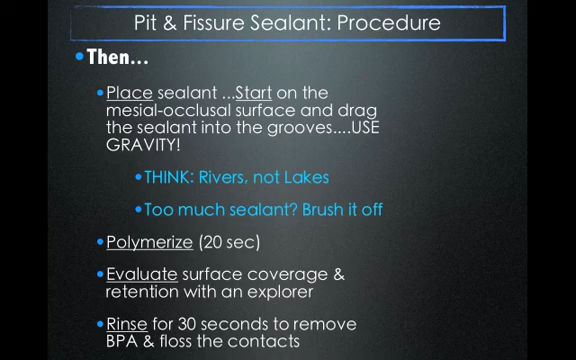 Pit & Fissure Sealant: Procedure
•Then...
•Place sealant ...Start on the
mesial-occlusal surface and drag
the sealant into the grooves....USE
GRAVITY!
•THINK: Rivers, not Lakes
•Too much sealant? Brush it off
•Polymerize (20 sec)
•Evaluate surface coverage &
retention with an explorer
•Rinse for 30 seconds to remove
BPA & floss the contacts